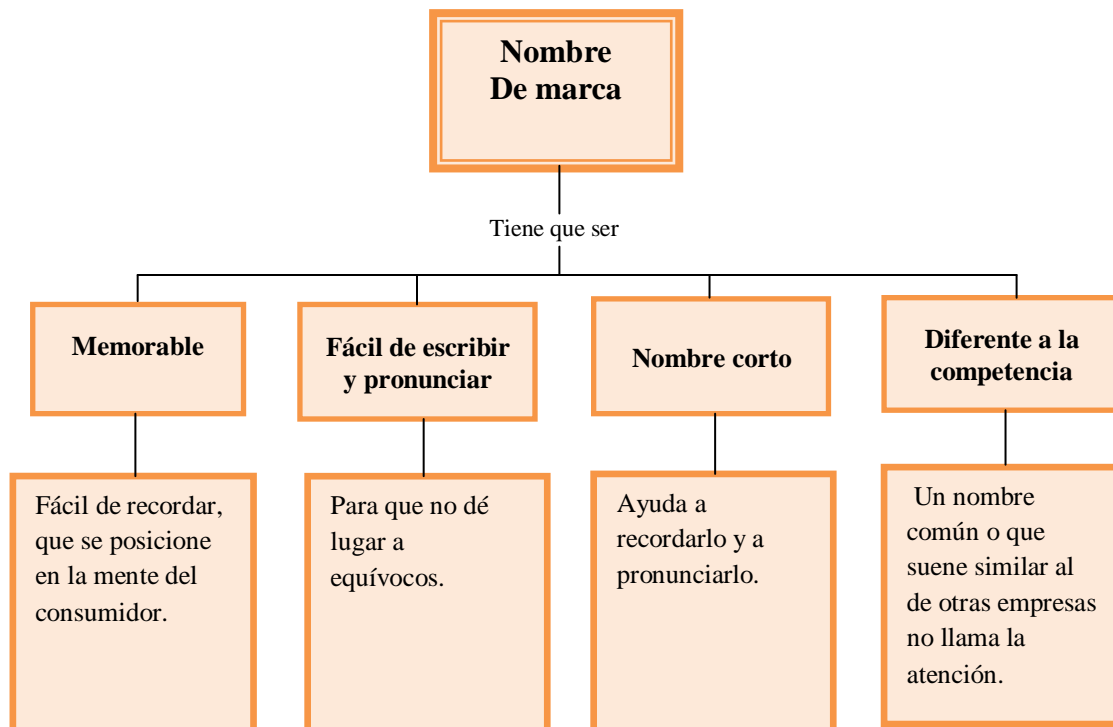 Nombre
De marca
Tiene que ser
Memorable
Fácil de escribir
y pronunciar
Nombre corto
Diferente a la
competencia
Fácil de recordar,
que se posicione
en la mente del
consumidor.
Para que no dé
lugar a
equívocos.
Ayuda a
recordarlo y a
pronunciarlo.
Un nombre
común o que
suene similar al
de otras empresas
no llama la
atención.